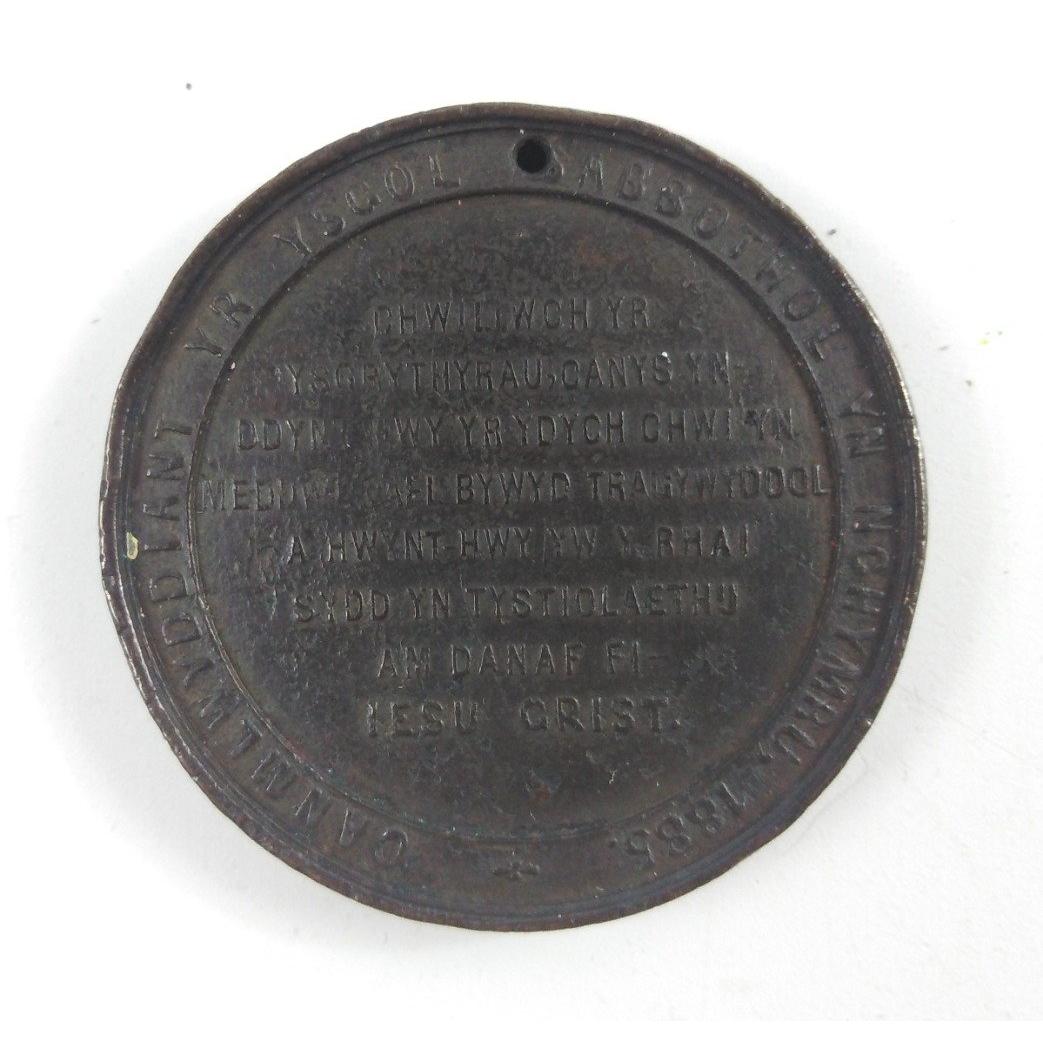 CANMLWYDDIANT YR YSGOL SABBOTHOL YN NGHYMRU, 1885.
CHWILIWCH YR
YSGRYTHYRAU, CANYS YN-
DDYNT HWY YR YDYCH CHWI YN
MEDDWL CAEL BYWYD TRAGYWYDDOL
A HWYNT-HWY YW Y RHAI
SYDD YN TYSTIOLAETHU
AM DANAF FI—
IESU GRIST.